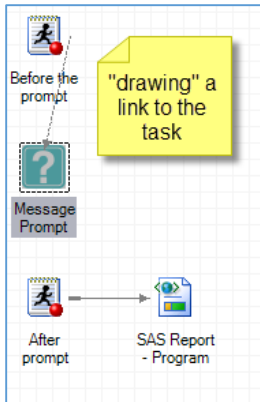 Before the
prompt
"drawing" a
link to the
task
?
Message
Prompt
After
prompt
SAS Report
- Program